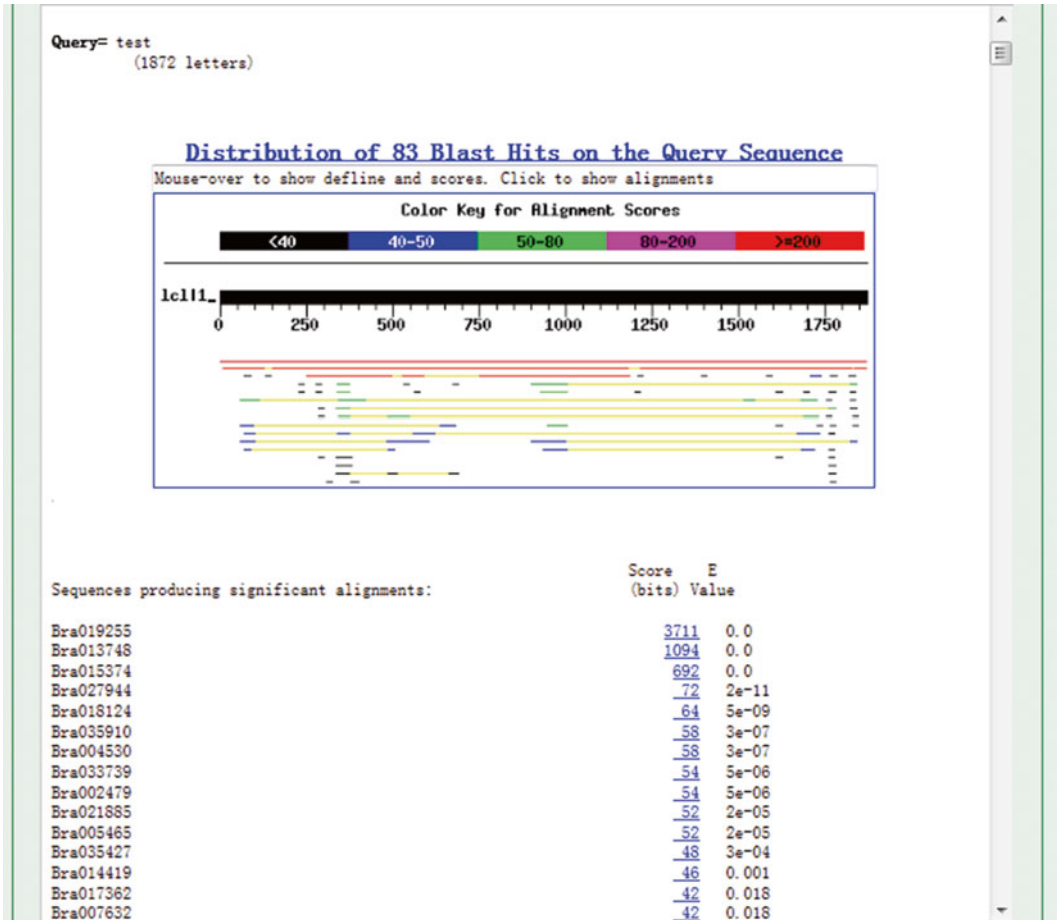 Query= test
(1872 letters)
Distribution of 83 Blast Hits on the Query Sequence
Mouse-over to show defline and scores. Click to show alignments
Color Key for Alignment Scores
<40 40-50 50-80 80-200 >=200
lcl|1_
0 250 500 750 1000 1250 1500 1750
Score E
Sequences producing significant alignments: (bits) Value
Bra019255 3711 0.0
Bra013748 1094 0.0
Bra015374 692 0.0
Bra027944 72 2e-11
Bra018124 64 5e-09
Bra035910 58 3e-07
Bra004530 58 3e-07
Bra033739 54 5e-06
Bra002479 54 5e-06
Bra021885 52 2e-05
Bra005465 52 2e-05
Bra035427 48 3e-04
Bra014419 46 0.001
Bra017362 42 0.018
Bra007632 42 0.018